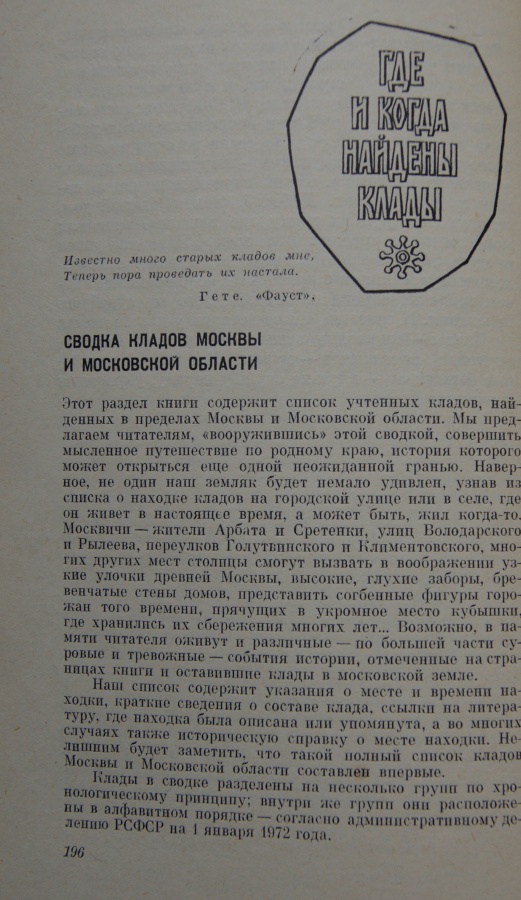 ГДЕ
И КОГДА
НАЙДЕНЫ
КЛАДЫ
Известно много старых кладов мне,
Теперь пора проведать их настала.
Гете. «Фауст»,
СВОДКА КЛАДОВ МОСКВЫ
И МОСКОВСКОЙ ОБЛАСТИ
Этот раздел книги содержит список учтенных кладов, най-
денных в пределах Москвы и Московской области. Мы пред-
лагаем читателям, «вооружившись» этой сводкой, совершить
мысленное путешествие по родному краю, история которого
может открыться еще одной неожиданной гранью. Навер-
ное, не один наш земляк будет немало удивлен, узнав из
списка о находке кладов на городской улице или в селе, где
он живет в настоящее время, а может быть, жил когда-то.
Москвичи — жители Арбата и Сретенки, улиц Володарского
и Рылеева, переулков Голутвинского и Климентовского, мно-
гих других мест столицы смогут вызвать в воображении уз-
кие улочки древней Москвы, высокие, глухие заборы, бре-
венчатые стены домов, представить согбенные фигуры горо-
жан того времени, прячущих в укромное место кубышки,
где хранились их сбережения многих лет... Возможно, в па-
мяти читателя оживут и различные — по большей части су-
ровые и тревожные — события истории, отмеченные на стра-
ницах книги и оставившие клады в московской земле.
Наш список содержит указания о месте и времени на-
ходки, краткие сведения о составе клада, ссылки на литера-
туру, где находка была описана или упомянута, а во многих
случаях также историческую справку о месте находки. Не-
лишним будет заметить, что такой полный список кладов
Москвы и Московской области составлен впервые.
Клады в сводке разделены на несколько групп по хро-
нологическому принципу; внутри же групп они расположе-
ны в алфавитном порядке — согласно административному де-
лению РСФСР на 1 января 1972 года.
196